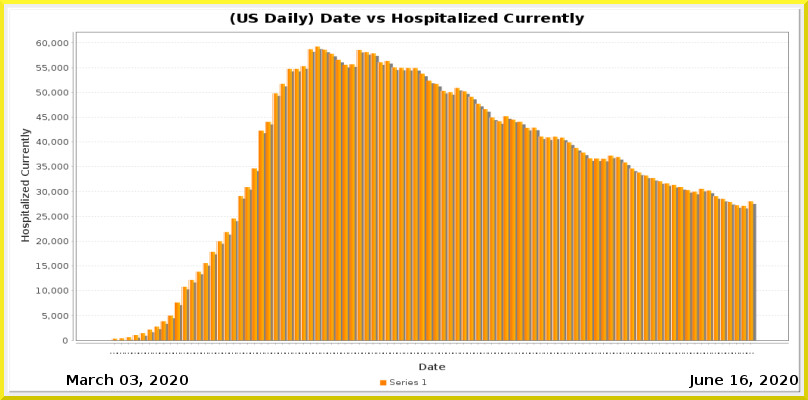 (US Daily) Date vs Hospitalized Currently
60,000
55,000
50,000
45,000
40,000
35,000
30,000
25,000
20,000
15,000
10,000
5,000
0
Hospitalized Currently
Date
March 03, 2020
June 16, 2020
Series 1